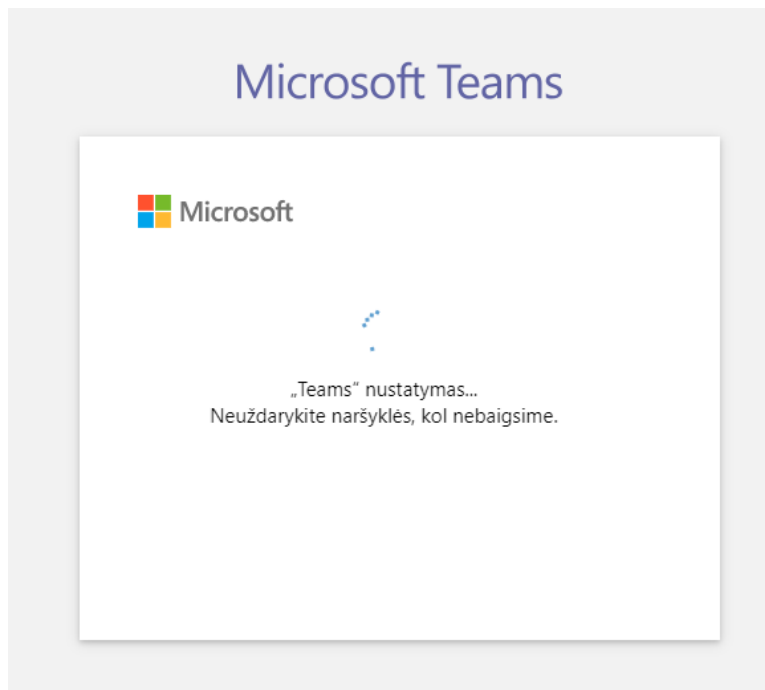 Microsoft Teams
Microsoft
„Teams“ nustatymas...
Neuždarykite naršyklės, kol nebaigsime.